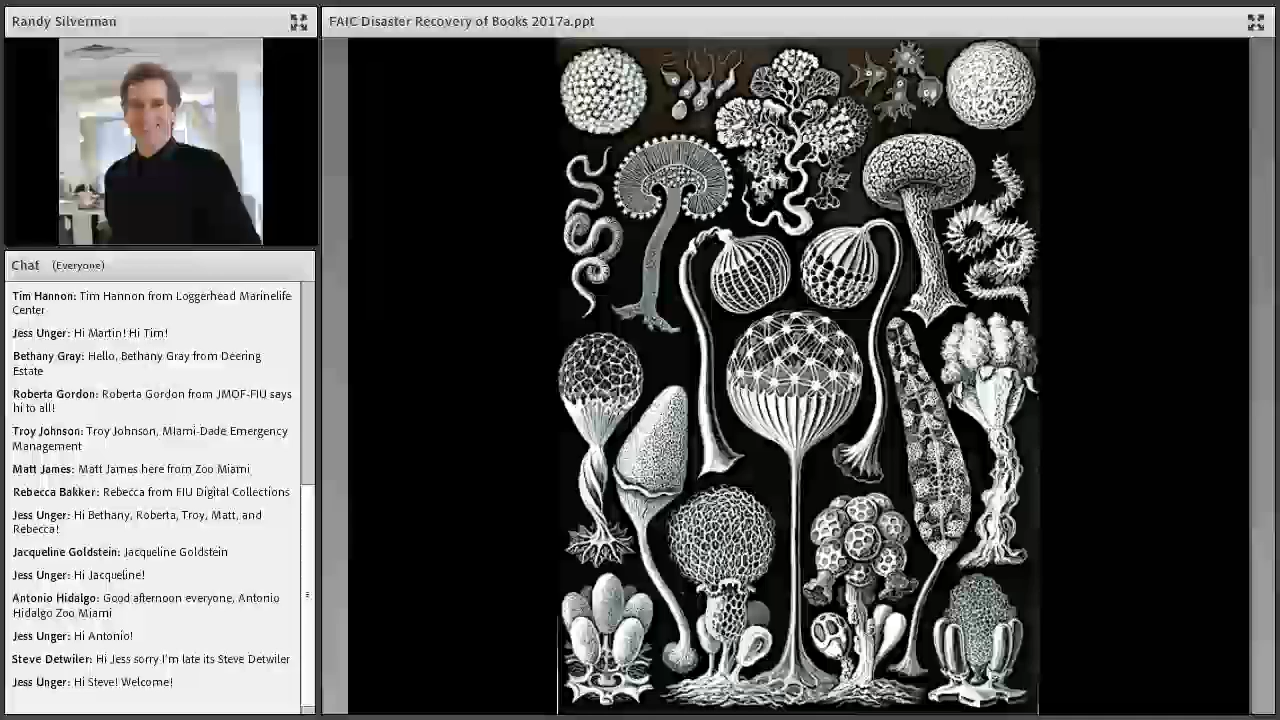 Randy Silverman
FAIC Disaster Recovery of Books 2017a.ppt
Chat (Everyone)
Tim Hannon: Tim Hannon from Loggerhead Marinelife
Center
Jess Unger: Hi Martin! Hi Tim!
Bethany Gray: Hello, Bethany Gray from Deering
Estate
Roberta Gordon: Roberta Gordon from JMOF-FIU says
hi to all!
Troy Johnson: Troy Johnson, MIami-Dade Emergency
Management
Matt James: Matt James here from Zoo Miami
Rebecca Bakker: Rebecca from FIU Digital Collections
Jess Unger: Hi Bethany, Roberta, Troy, Matt, and
Rebecca!
Jacqueline Goldstein: Jacqueline Goldstein
Jess Unger: Hi Jacqueline!
Antonio Hidalgo: Good afternoon everyone, Antonio
Hidalgo Zoo Miami
Jess Unger: Hi Antonio!
Steve Detwiler: Hi Jess sorry I'm late its Steve Detwiler
Jess Unger: Hi Steve! Welcome!